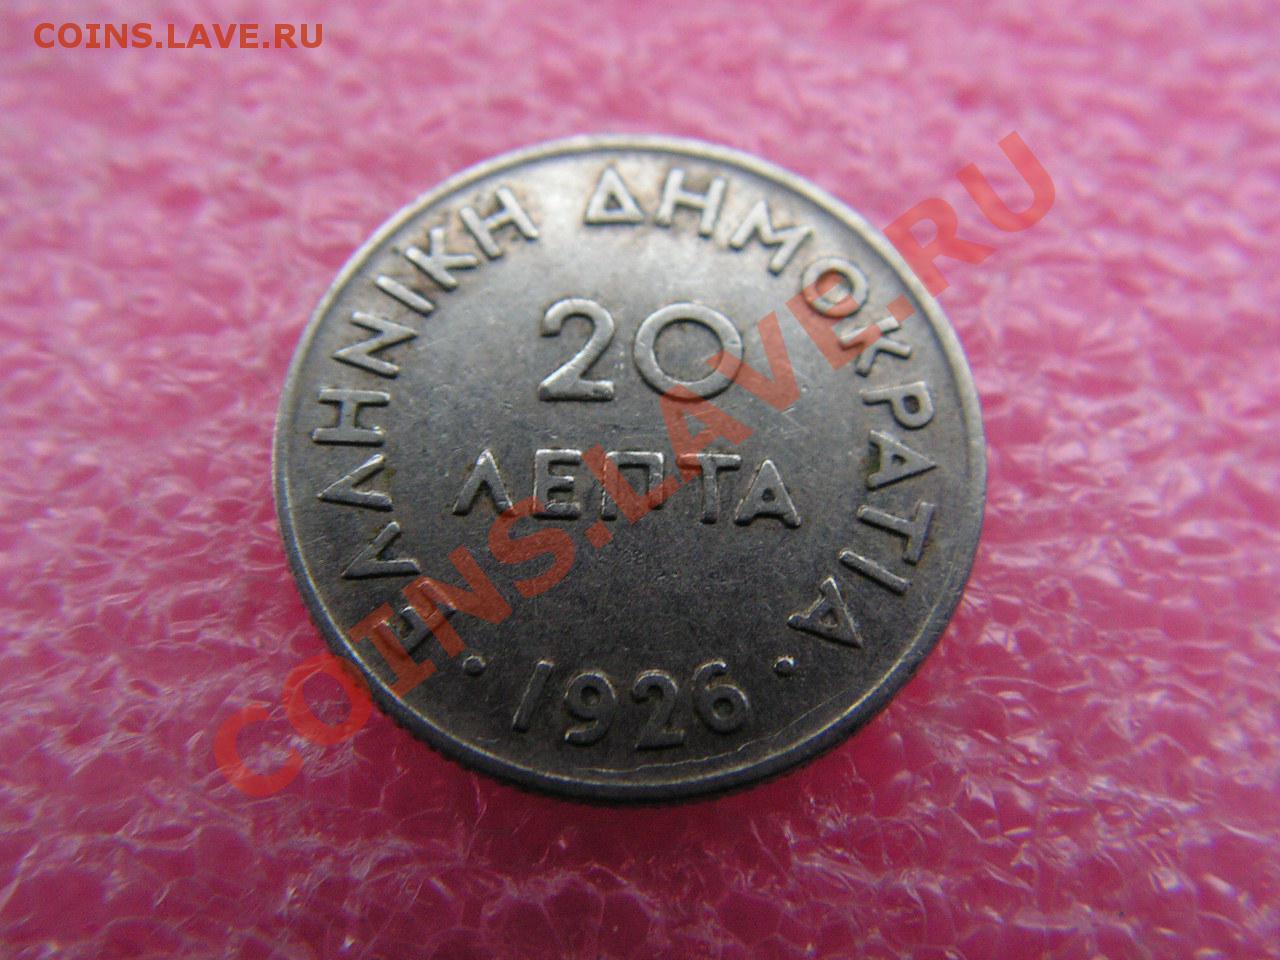 COINS.LAVE.RU
ΕΛΛΗΝΙΚΗ ΔΗΜΟΚΡΑΤΙΑ
20
ΛΕΠΤΑ
· 1926 ·
COINS.LAVE.RU